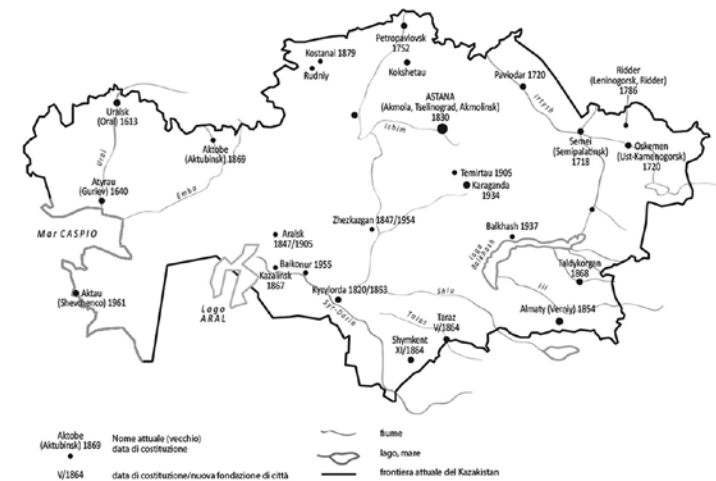 Petropavlovsk
1752
Kostanai 1879
Rudniy
Kokshetau
Pavlodar 1720
Ridder
(Leninogorsk, Ridder)
1786
Irtysh
ASTANA
(Akmola, Tselinograd, Akmolinsk)
1830
Ishim
Uralsk
(Oral) 1613
Ural
Aktobe
(Aktubinsk) 1869
Semei
(Semipalatinsk)
1718
Oskemen
(Ust-Kamenogorsk)
1720
Atyrau
(Guriev) 1640
Emba
Temirtau 1905
Karaganda
1934
Mar CASPIO
Aralsk
1847/1905
Zhezkazgan 1847/1954
Balkhash 1937
lago
Balkhash
Baikonur 1955
Kazalinsk
1867
Taldykorgan
1868
Aktau
(Shevchenco) 1961
Lago
ARAL
Kyzylorda 1820/1853
Syr-Daria
Shiu
Ili
Talas
Taraz
V/1864
Almaty (Verniy) 1854
Shymkent
XI/1864
Aktobe
(Aktubinsk) 1869
Nome attuale (vecchio)
data di costituzione
V/1864
data di costituzione/nuova fondazione di città
fiume
lago, mare
frontiera attuale del Kazakistan